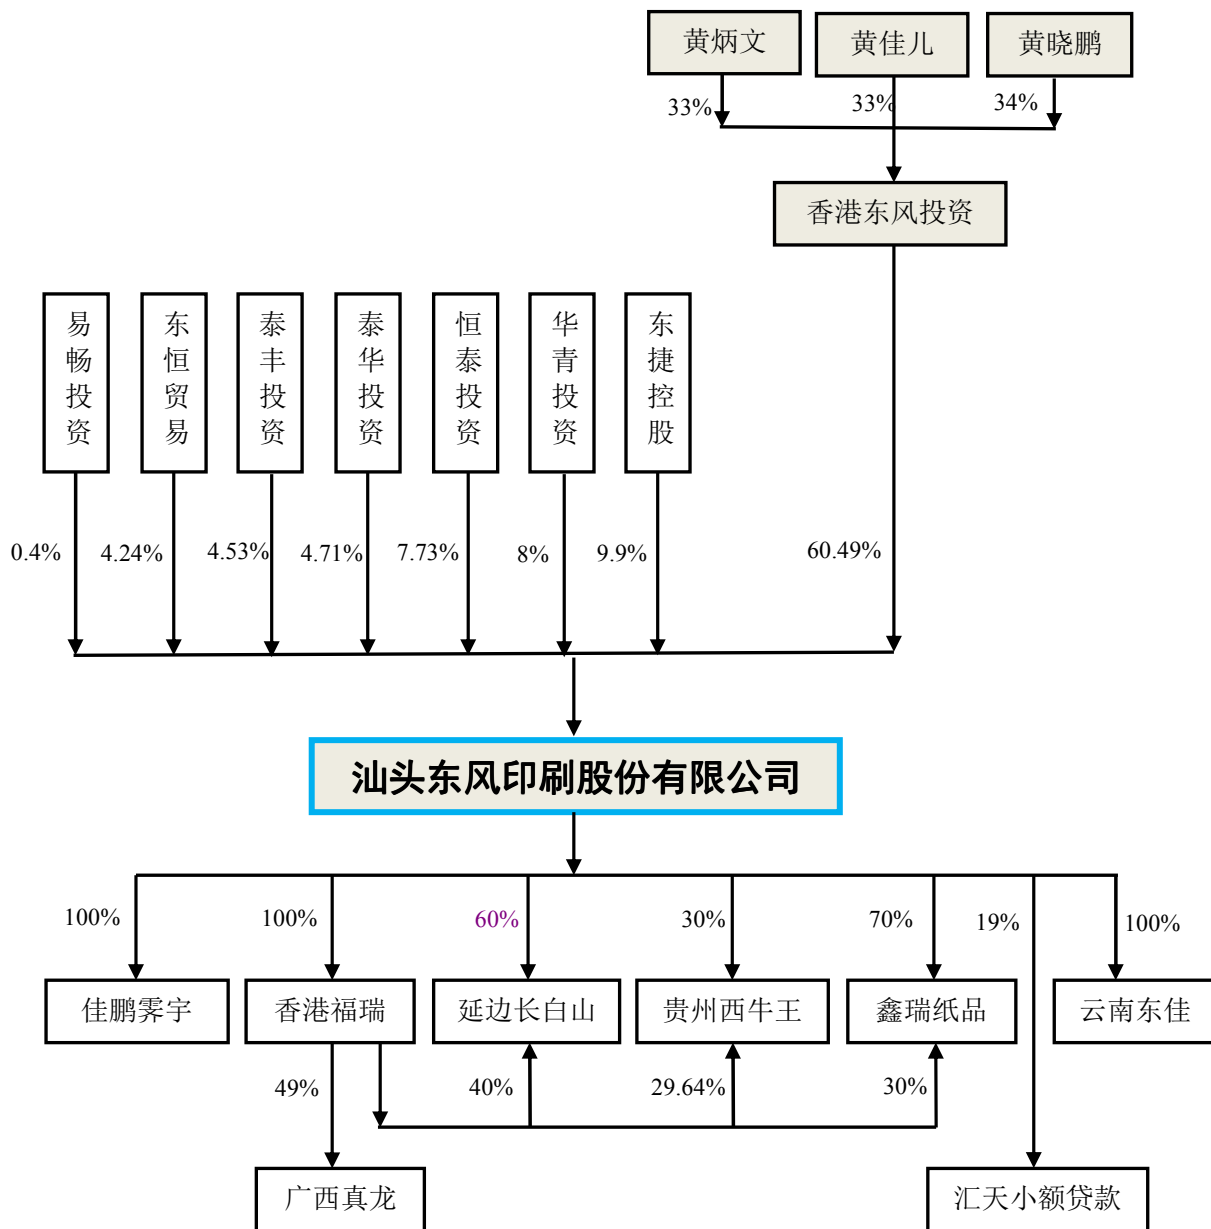 黄炳文
黄佳儿
黄晓鹏
33%
33%
34%
香港东风投资
易畅投资
东恒贸易
泰丰投资
泰华投资
恒泰投资
华青投资
东捷控股
0.4%
4.24%
4.53%
4.71%
7.73%
8%
9.9%
60.49%
汕头东风印刷股份有限公司
100%
100%
60%
30%
70%
19%
100%
佳鹏霁宇
香港福瑞
延边长白山
贵州西牛王
鑫瑞纸品
云南东佳
49%
40%
29.64%
30%
广西真龙
汇天小额贷款